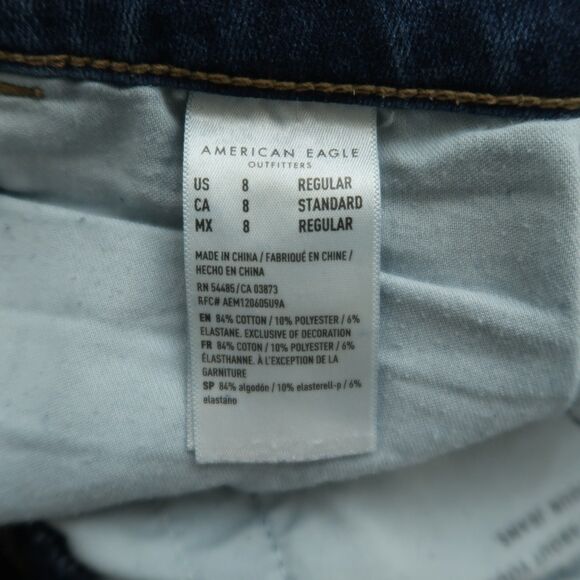 AMERICAN EAGLE
OUTFITTERS
US 8 REGULAR
CA 8 STANDARD
MX 8 REGULAR
MADE IN CHINA / FABRIQUÉ EN CHINE /
HECHO EN CHINA
RN 54485/CA 03873
RFC# AEM120605U9A
EN 84% COTTON / 10% POLYESTER / 6%
ELASTANE. EXCLUSIVE OF DECORATION
FR 84% COTON / 10% POLYESTER / 6%
ÉLASTHANNE. À L'EXCEPTION DE LA
GARNITURE
SP 84% algodón / 10% elasterell-p / 6%
elastano
JEANS